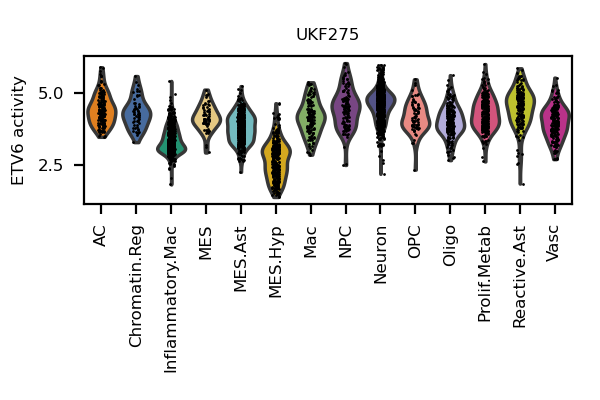 UKF275
ETV6 activity
5.0
2.5
AC
Chromatin.Reg
Inflammatory.Mac
MES
MES.Ast
MES.Hyp
Mac
NPC
Neuron
OPC
Oligo
Prolif.Metab
Reactive.Ast
Vasc